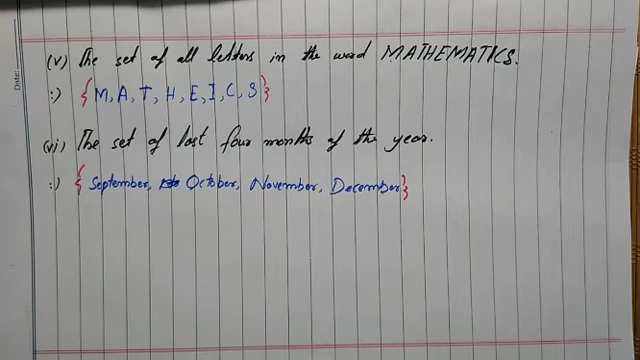 Date:
(v) The set of all letters in the word MATHEMATICS.
:) {M, A, T, H, E, I, C, S}
(vi) The set of last four months of the year.
:) {September, October, November, December}